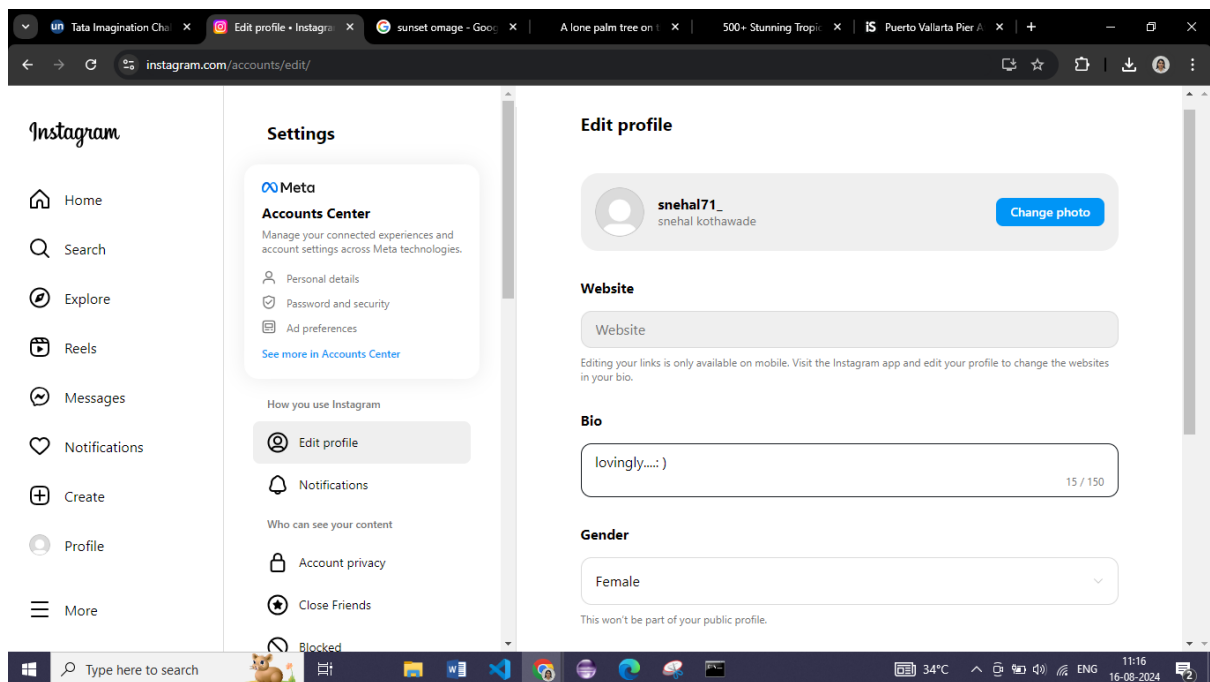 Tata Imagination Chal
Edit profile • Instagra
sunset omage - Goog
A lone palm tree on t
500+ Stunning Tropic
iS Puerto Vallarta Pier A
instagram.com/accounts/edit/
Instagram
Home
Search
Explore
Reels
Messages
Notifications
Create
Profile
More
Settings
Meta
Accounts Center
Manage your connected experiences and
account settings across Meta technologies.
Personal details
Password and security
Ad preferences
See more in Accounts Center
How you use Instagram
Edit profile
Notifications
Who can see your content
Account privacy
Close Friends
Blocked
Edit profile
snehal71_
snehal kothawade
Change photo
Website
Website
Editing your links is only available on mobile. Visit the Instagram app and edit your profile to change the websites
in your bio.
Bio
lovingly....: )
15 / 150
Gender
Female
This won't be part of your public profile.
Type here to search
34°C
ENG
11:16
16-08-2024
2